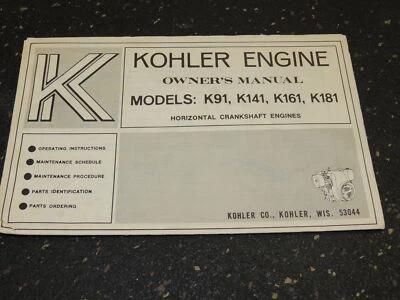 K
KOHLER ENGINE
OWNER'S MANUAL
MODELS: K91, K141, K161, K181
HORIZONTAL CRANKSHAFT ENGINES
OPERATING INSTRUCTIONS
MAINTENANCE SCHEDULE
MAINTENANCE PROCEDURE
PARTS IDENTIFICATION
PARTS ORDERING
KOHLER CO., KOHLER, WIS. 53044